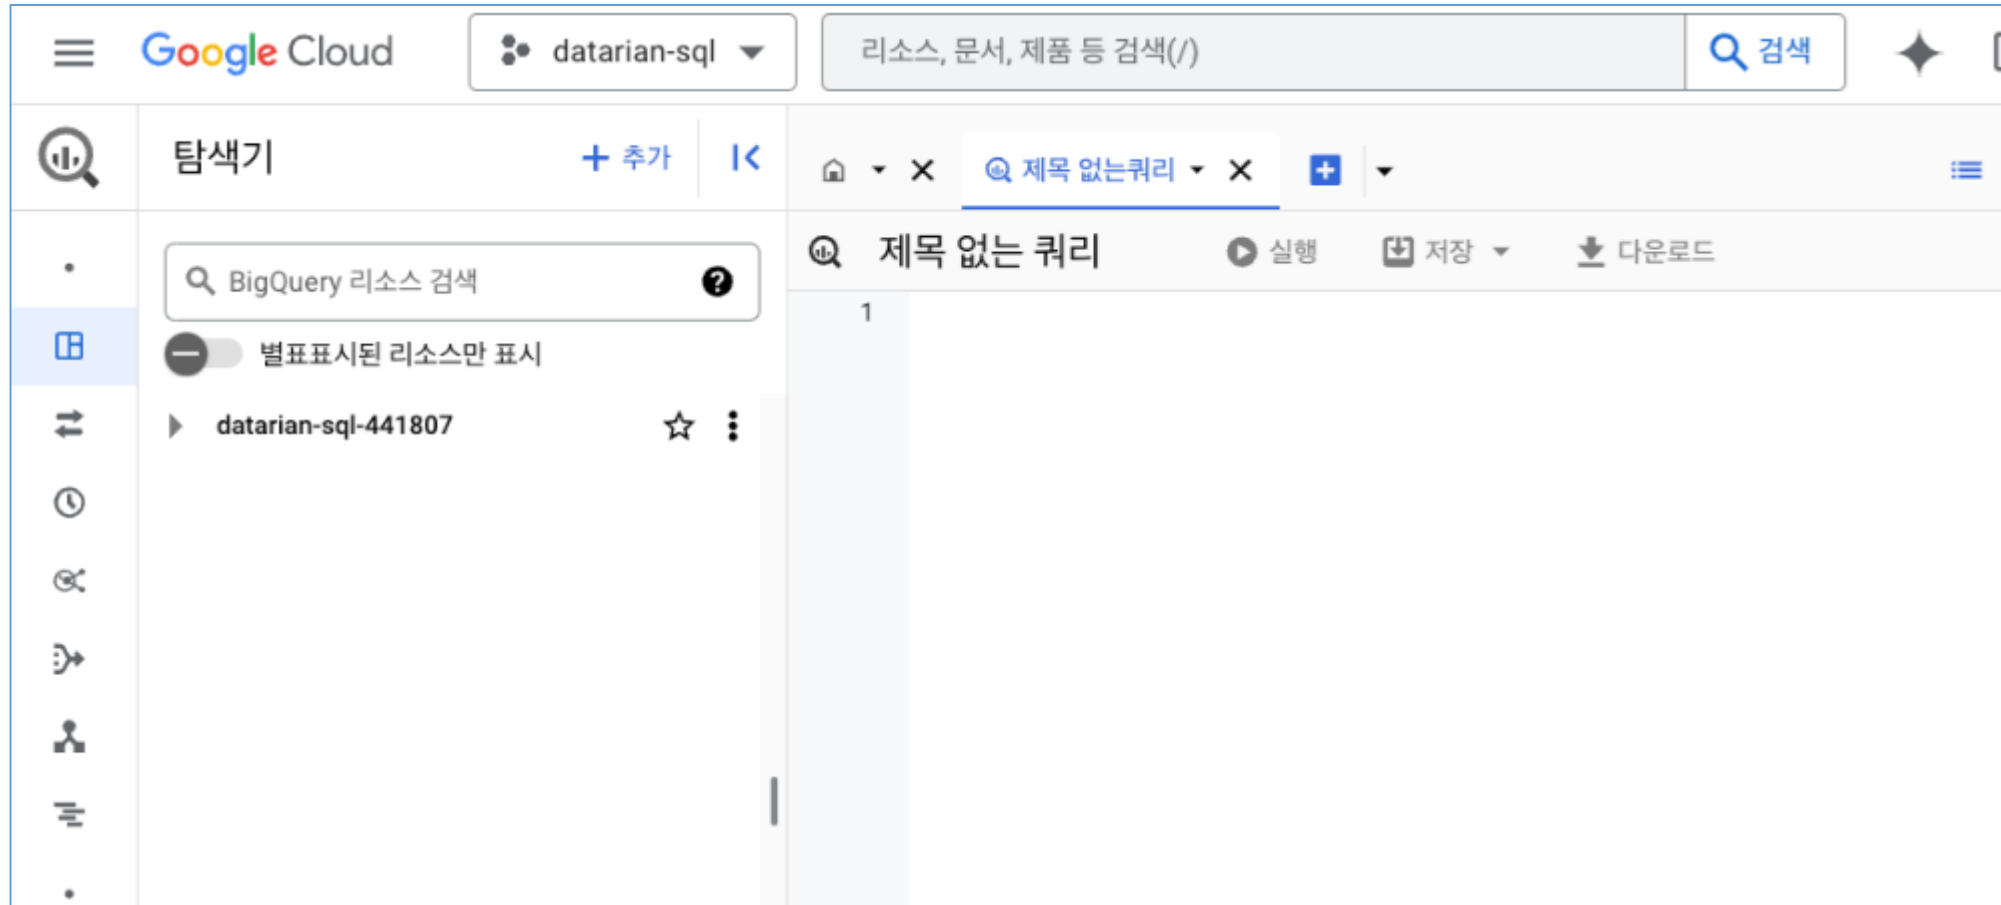 Google Cloud datarian-sql 리소스, 문서, 제품 등 검색(/) 검색
탐색기 + 추가
제목 없는쿼리
BigQuery 리소스 검색
별표표시된 리소스만 표시
datarian-sql-441807
제목 없는 쿼리 실행 저장 다운로드
1